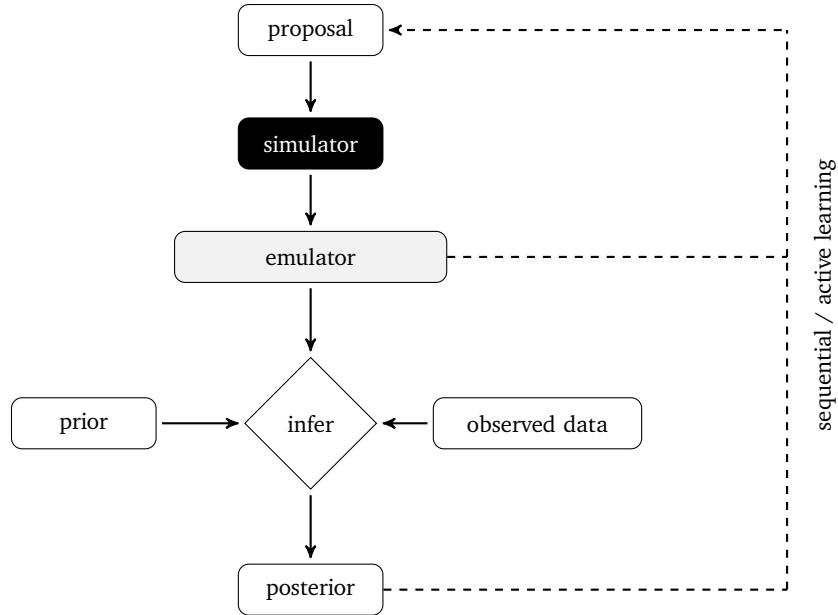 proposal
simulator
emulator
prior
infer
observed data
posterior
sequential / active learning